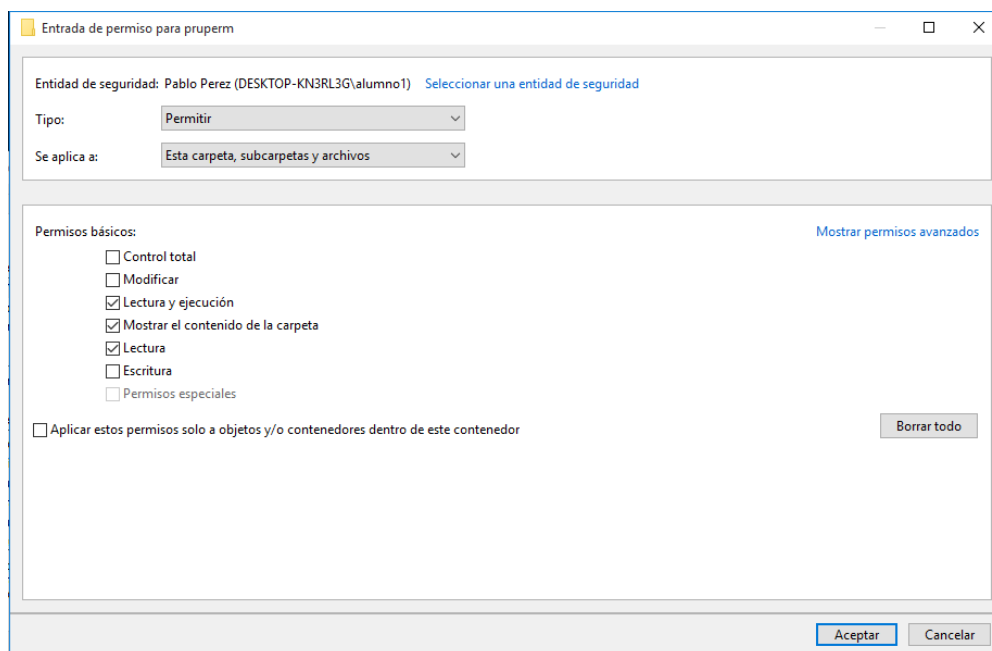 Entrada de permiso para pruperm
Entidad de seguridad: Pablo Perez (DESKTOP-KN3RL3G\alumno1) Seleccionar una entidad de seguridad
Tipo: Permitir
Se aplica a: Esta carpeta, subcarpetas y archivos
Permisos básicos: Mostrar permisos avanzados
Control total
Modificar
Lectura y ejecución
Mostrar el contenido de la carpeta
Lectura
Escritura
Permisos especiales
Aplicar estos permisos solo a objetos y/o contenedores dentro de este contenedor Borrar todo
Aceptar Cancelar